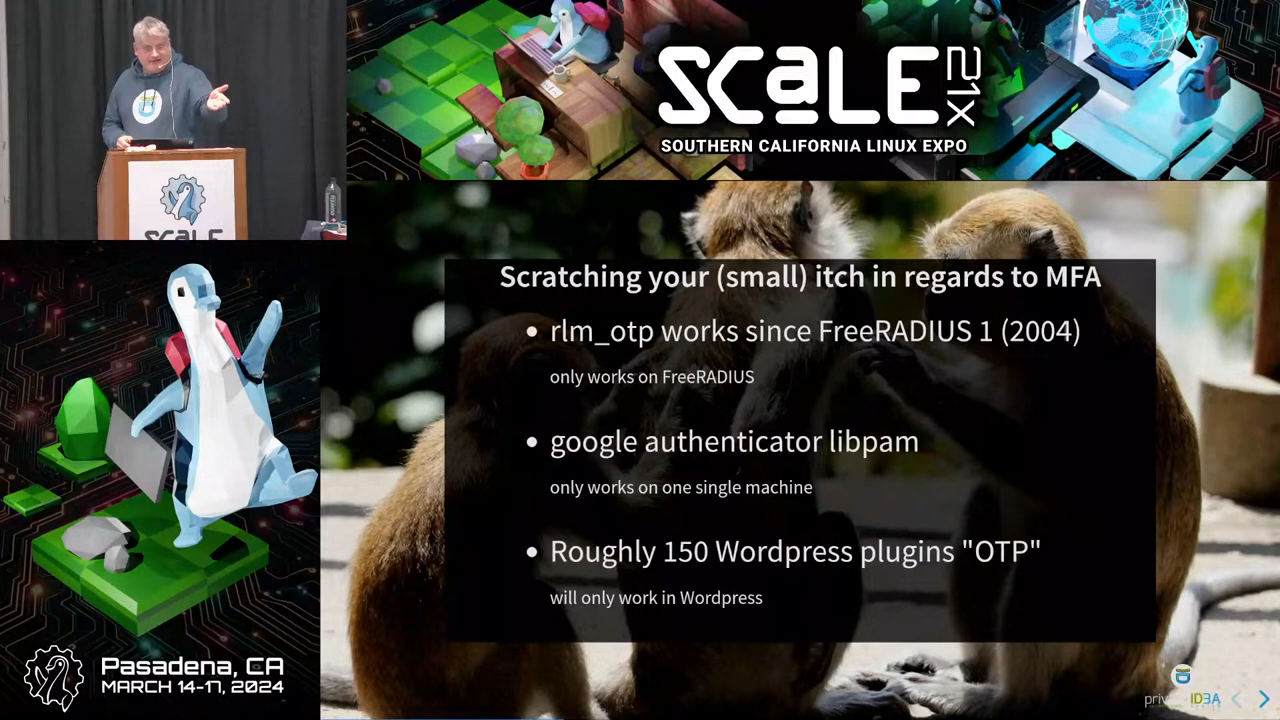 SCALE
SCaLE 21X
SOUTHERN CALIFORNIA LINUX EXPO
Scratching your (small) itch in regards to MFA
• rlm_otp works since FreeRADIUS 1 (2004)
only works on FreeRADIUS
• google authenticator libpam
only works on one single machine
• Roughly 150 Wordpress plugins "OTP"
will only work in Wordpress
Pasadena, CA
MARCH 14-17, 2024
ID3A